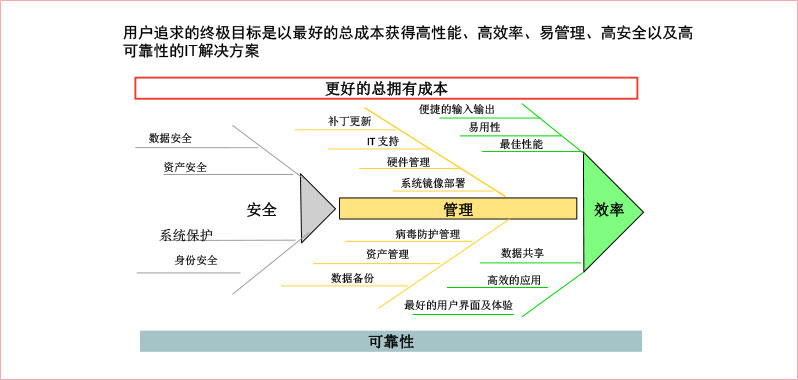 用户追求的终极目标是以最好的总成本获得高性能、高效率、易管理、高安全以及高
可靠性的IT解决方案
更好的总拥有成本
便捷的输入输出
补丁更新
易用性
数据安全
IT 支持
最佳性能
资产安全
硬件管理
系统镜像部署
安全
管理
效率
系统保护
病毒防护管理
身份安全
资产管理
数据共享
数据备份
高效的应用
最好的用户界面及体验
可靠性